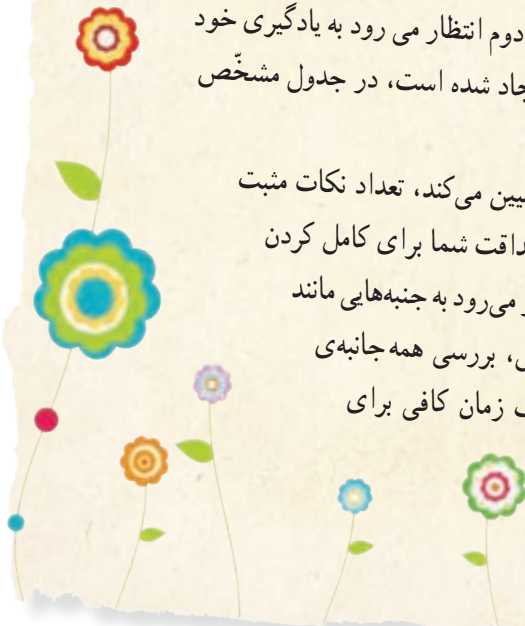 دوم انتظار می رود به یادگیری خود
جاد شده است، در جدول مشخّص
یین می‌کند، تعداد نکات مثبت
داقت شما برای کامل کردن
می‌رود به جنبه‌هایی مانند
بررسی همه جانبه‌ی
زمان کافی برای